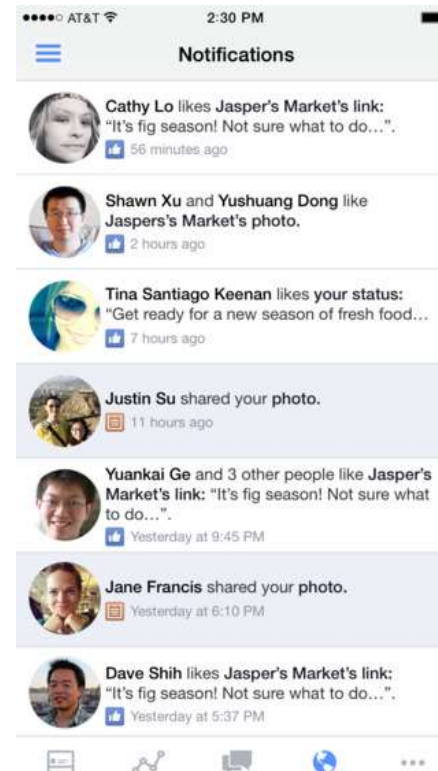 AT&T 2:30 PM
Notifications
Cathy Lo likes Jasper's Market's link:
“It's fig season! Not sure what to do…”.
56 minutes ago
Shawn Xu and Yushuang Dong like
Jaspers's Market's photo.
2 hours ago
Tina Santiago Keenan likes your status:
“Get ready for a new season of fresh food…
7 hours ago
Justin Su shared your photo.
11 hours ago
Yuankai Ge and 3 other people like Jasper's
Market's link: “It's fig season! Not sure what
to do…”.
Yesterday at 9:45 PM
Jane Francis shared your photo.
Yesterday at 6:10 PM
Dave Shih likes Jasper's Market's link:
“It's fig season! Not sure what to do…”.
Yesterday at 5:37 PM